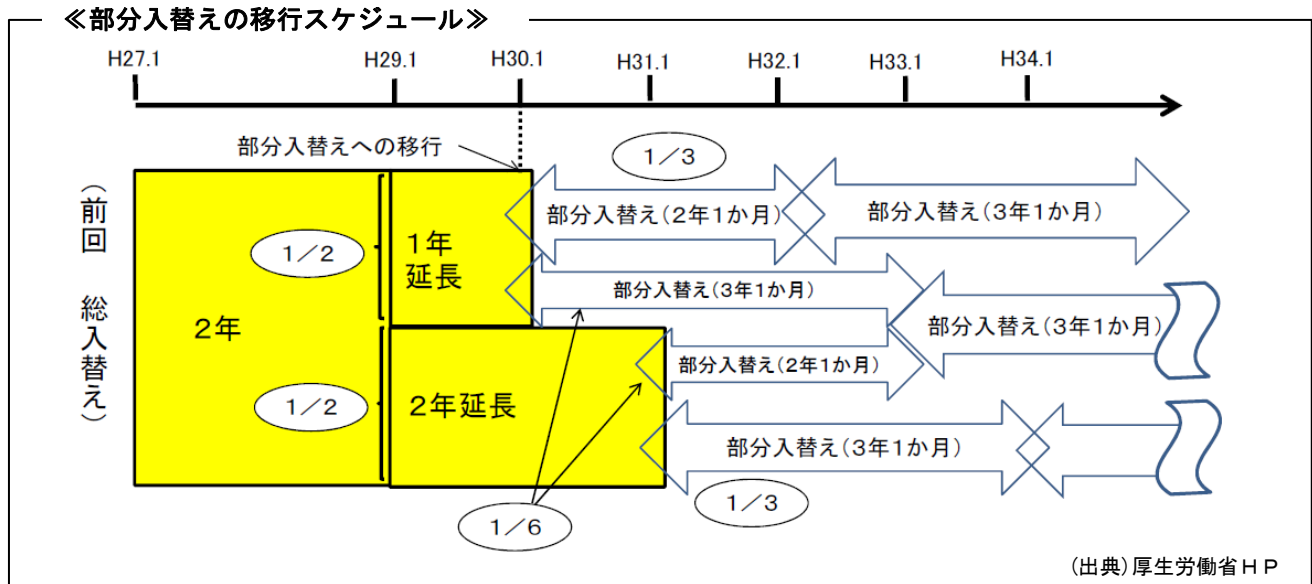 ≪部分入替えの移行スケジュール≫
H27.1
H29.1
H30.1
H31.1
H32.1
H33.1
H34.1
部分入替えへの移行
1/3
(前回 総入替え)
2年
1/2
1年
延長
部分入替え(2年1か月)
部分入替え(3年1か月)
部分入替え(3年1か月)
部分入替え(3年1か月)
1/2
2年延長
部分入替え(2年1か月)
部分入替え(3年1か月)
1/6
1/3
(出典)厚生労働省HP